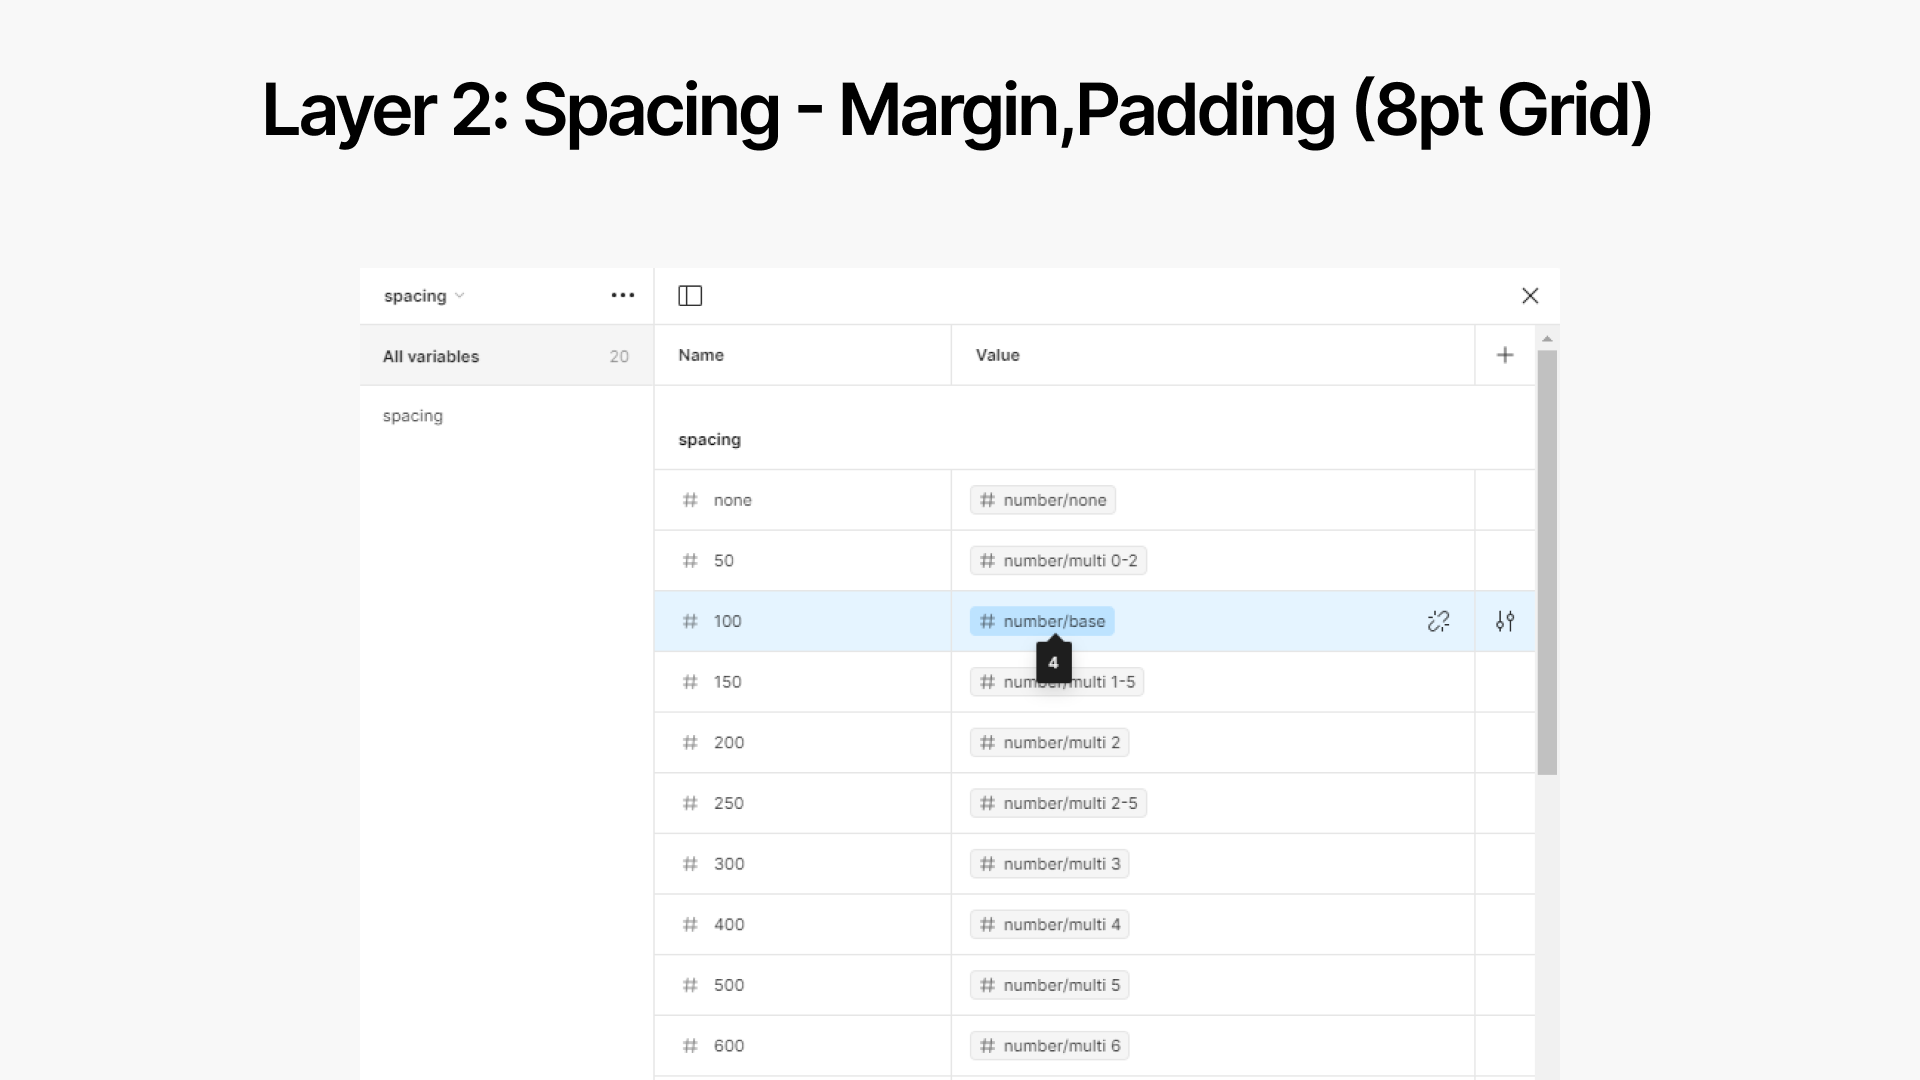 Layer 2: Spacing - Margin,Padding (8pt Grid)
spacing
All variables 20
Name Value
spacing
spacing
# none # number/none
# 50 # number/multi 0-2
# 100 # number/base
4
# 150 # number/multi 1-5
# 200 # number/multi 2
# 250 # number/multi 2-5
# 300 # number/multi 3
# 400 # number/multi 4
# 500 # number/multi 5
# 600 # number/multi 6